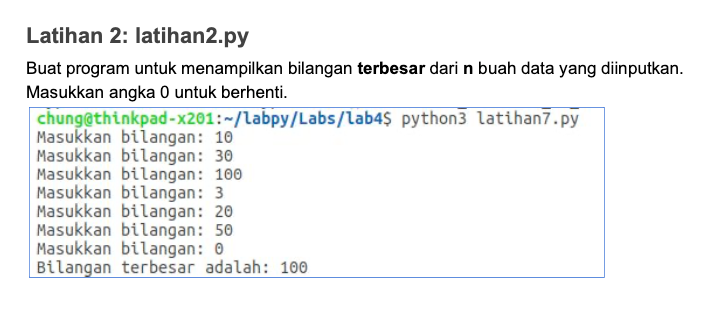 Latihan 2: latihan2.py
Buat program untuk menampilkan bilangan terbesar dari n buah data yang diinputkan.
Masukkan angka 0 untuk berhenti.
chung@thinkpad-x201:~/labpy/Labs/lab4$ python3 latihan7.py
Masukkan bilangan: 10
Masukkan bilangan: 30
Masukkan bilangan: 100
Masukkan bilangan: 3
Masukkan bilangan: 20
Masukkan bilangan: 50
Masukkan bilangan: 0
Bilangan terbesar adalah: 100